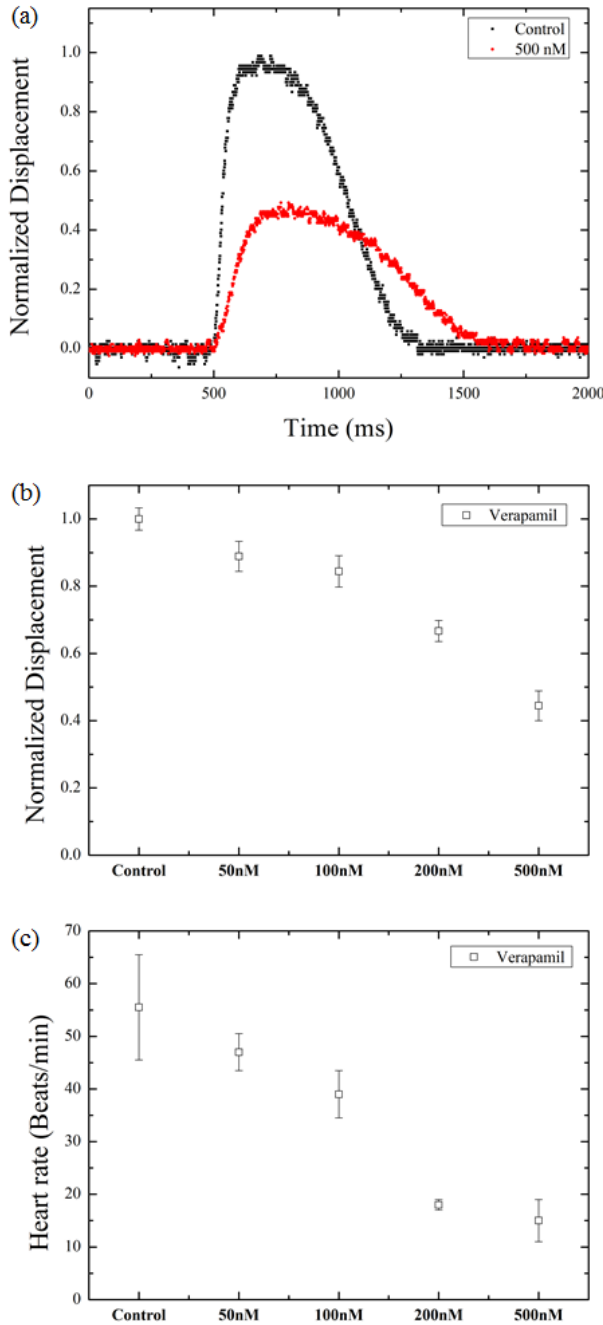 (a)
Control
500 nM
Normalized Displacement
1.0
0.8
0.6
0.4
0.2
0.0
0
500
1000
1500
2000
Time (ms)
(b)
Verapamil
Normalized Displacement
1.0
0.8
0.6
0.4
0.2
0.0
Control
50nM
100nM
200nM
500nM
(c)
Verapamil
Heart rate (Beats/min)
70
60
50
40
30
20
10
0
Control
50nM
100nM
200nM
500nM